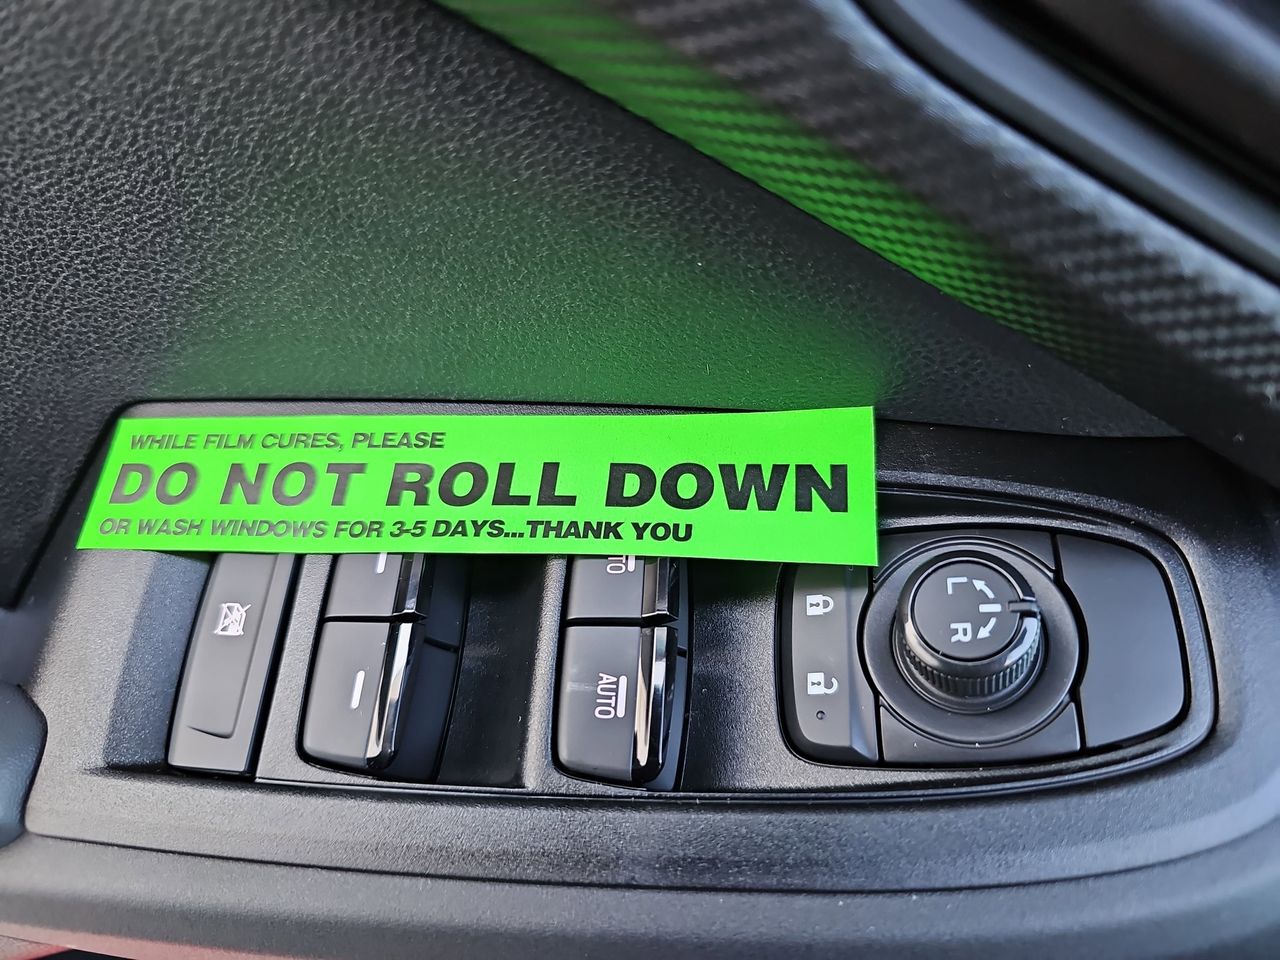 WHILE FILM CURES, PLEASE
DO NOT ROLL DOWN
OR WASH WINDOWS FOR 3-5 DAYS...THANK YOU
L
R
AUTO